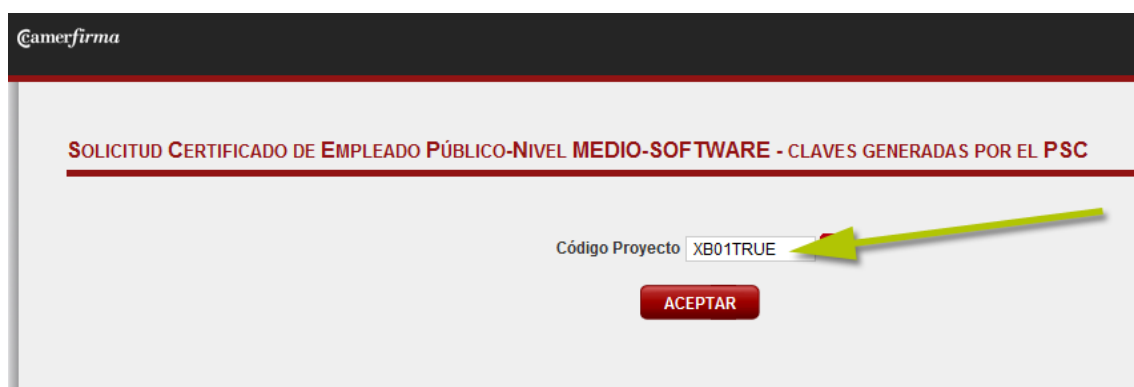 Camerfirma
SOLICITUD CERTIFICADO DE EMPLEADO PÚBLICO-NIVEL MEDIO-SOFTWARE - CLAVES GENERADAS POR EL PSC
Código Proyecto XB01TRUE
ACEPTAR